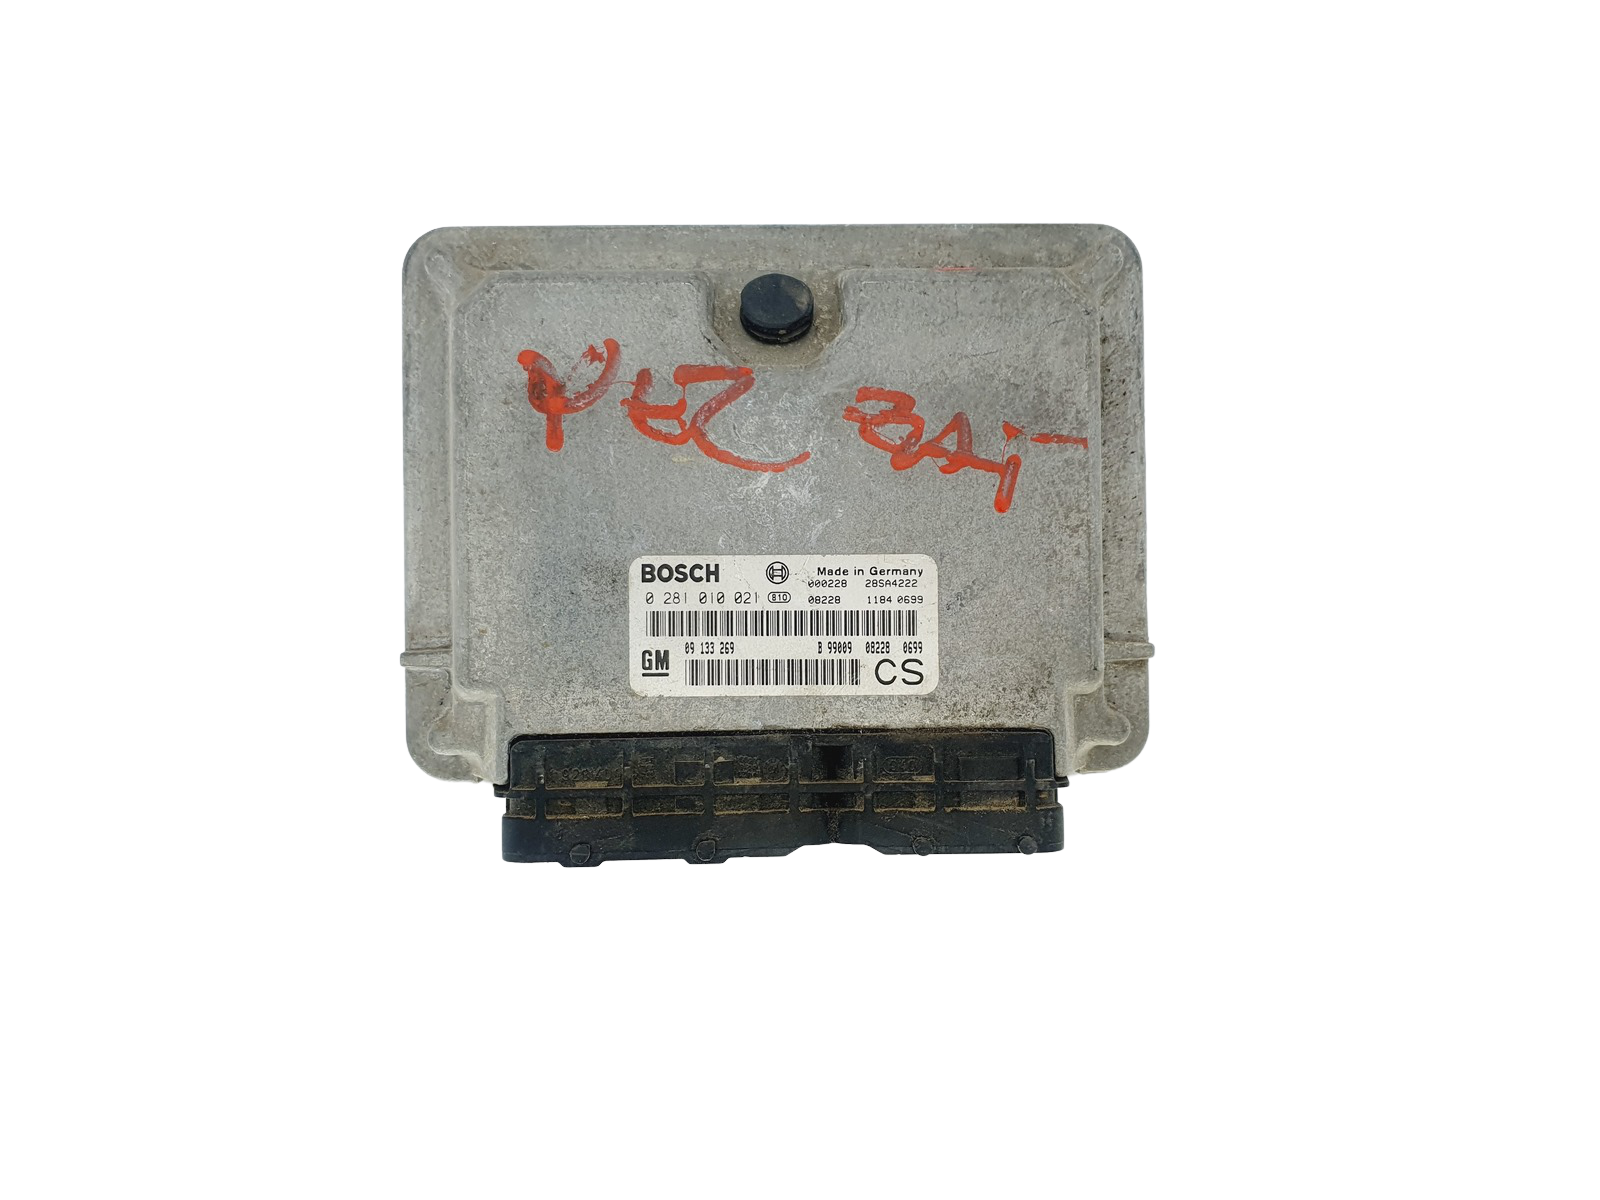 BOSCH Made in Germany
000228 28SA4222
0 281 010 021 B10 08228 1184 0699
09 133 269 B 99009 08228 0699
GM CS